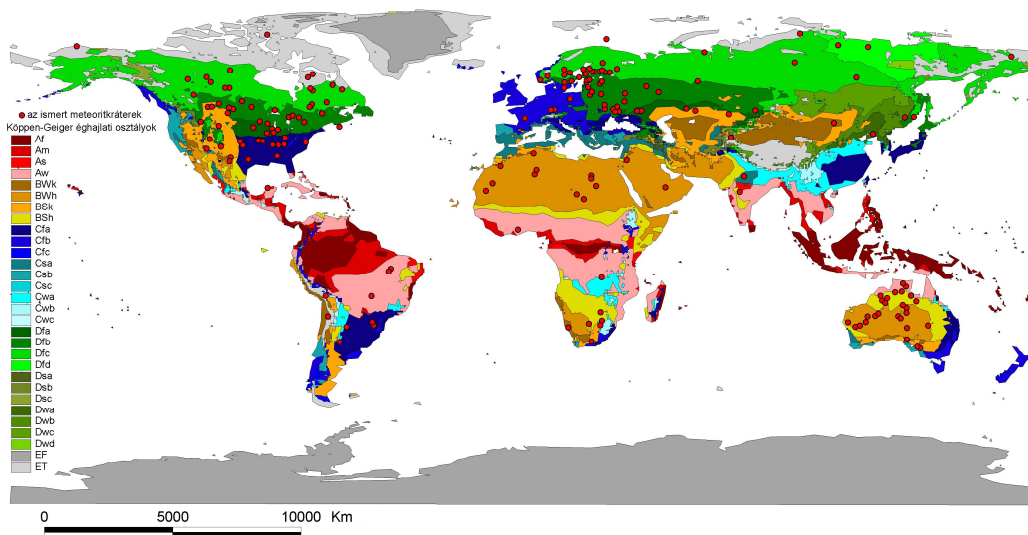 az ismert meteoritkráterek
Köppen-Geiger éghajlati osztályok
Af
Am
As
Aw
BWk
BWh
BSk
BSh
Cfa
Cfb
Cfc
Csa
Csb
Csc
Cwa
Cwb
Cwc
Dfa
Dfb
Dfc
Dfd
Dsa
Dsb
Dsc
Dwa
Dwb
Dwc
Dwd
EF
ET
0 5000 10000 Km